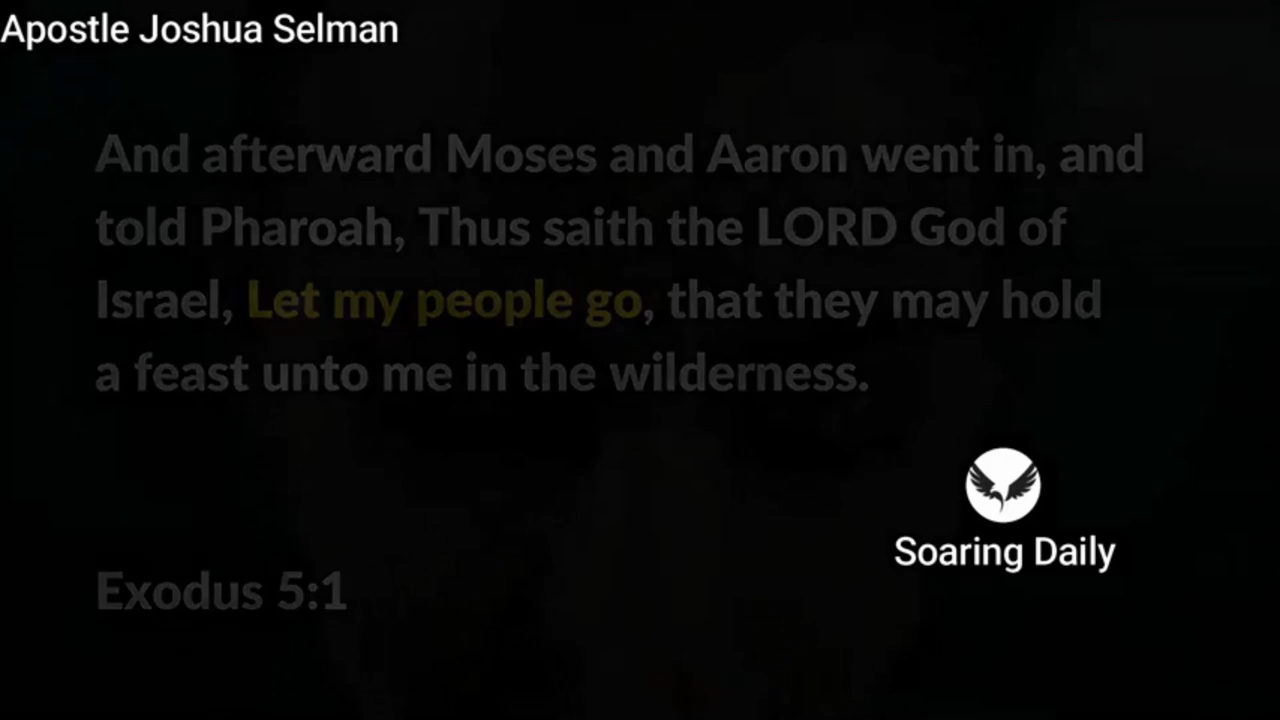 Apostle Joshua Selman
And afterward Moses and Aaron went in, and
told Pharoah, Thus saith the LORD God of
Israel, Let my people go, that they may hold
a feast unto me in the wilderness.
Soaring Daily
Exodus 5:1